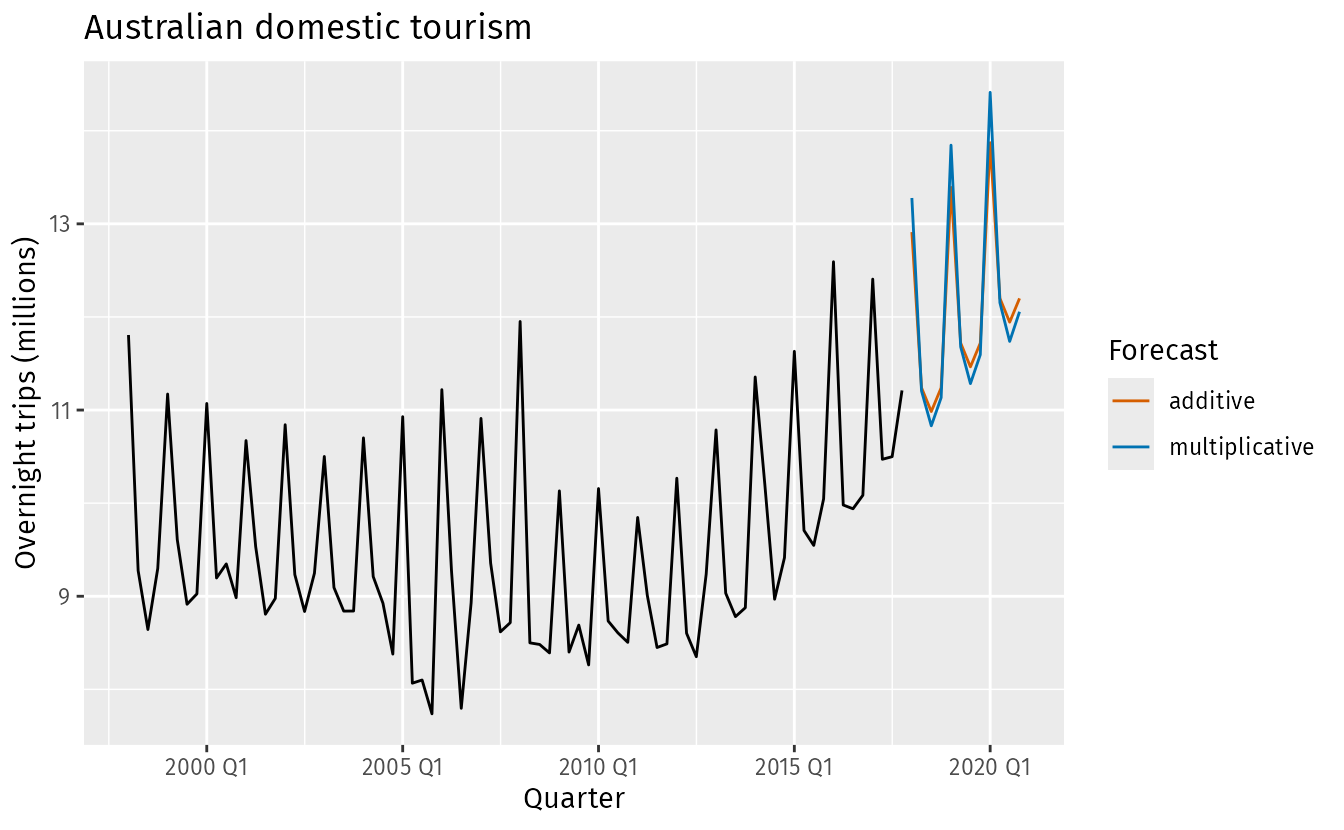 Australian domestic tourism
Overnight trips (millions)
13
11
9
2000 Q1
2005 Q1
2010 Q1
2015 Q1
2020 Q1
Quarter
Forecast
additive
multiplicative